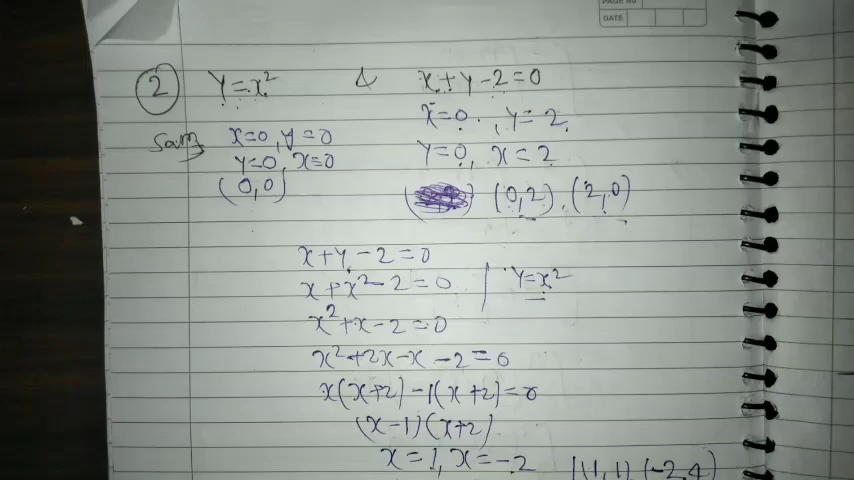 PAGE NO
DATE
② y = x² & x + y - 2 = 0
x = 0, y = 2
x = 0, y = 0
y = 0, x = 2
y = 0, x = 0
(0,0) (0,2), (2,0)
x + y - 2 = 0
x + x² - 2 = 0 | y = x²
x² + x - 2 = 0
x² + 2x - x - 2 = 0
x(x+2) - 1(x+2) = 0
(x-1)(x+2)
x = 1, x = -2 (1,1) (-2,4)